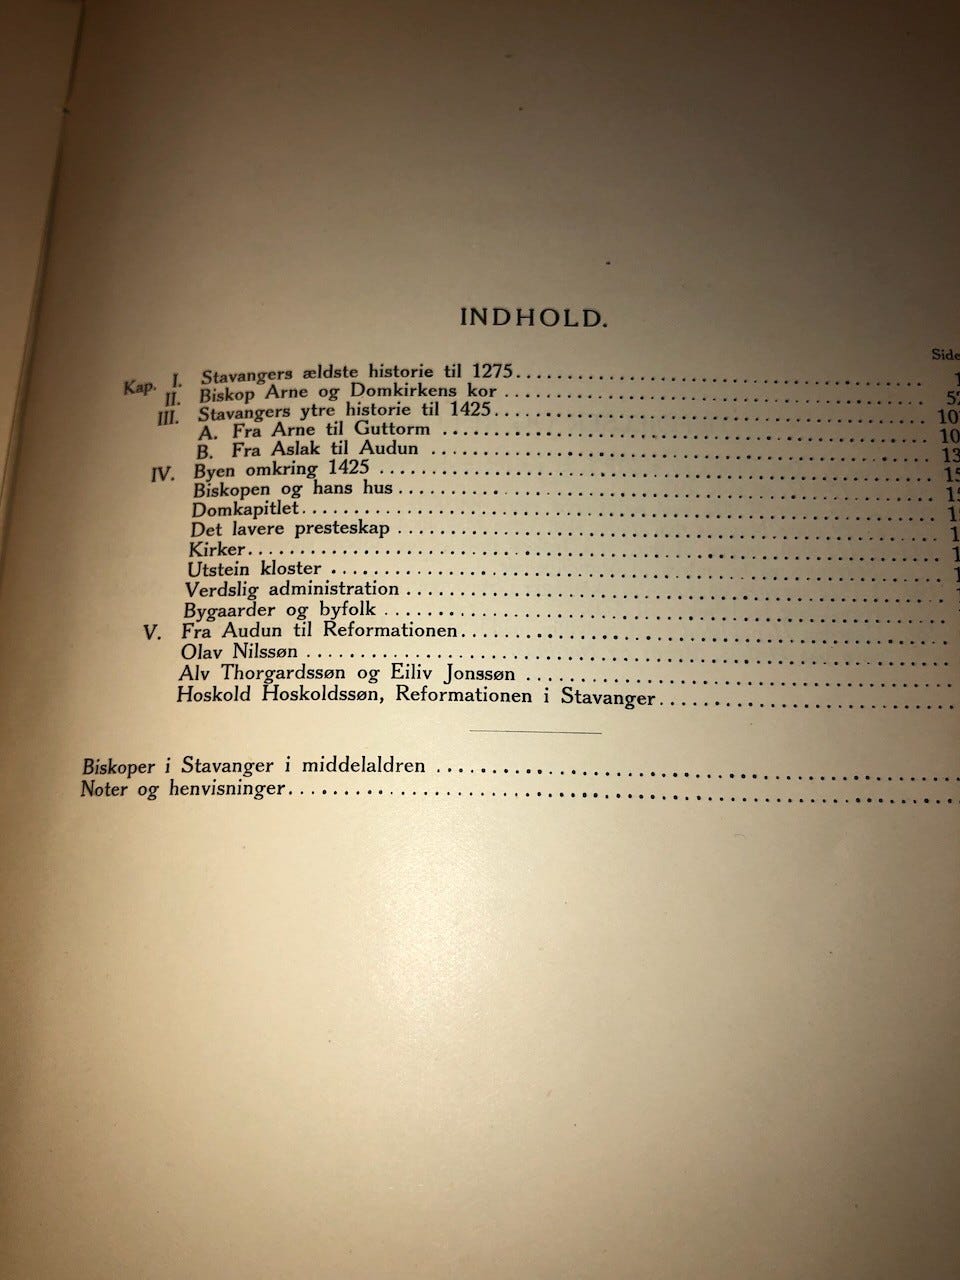 INDHOLD.
Side
Kap. I. Stavangers ældste historie til 1275
II. Biskop Arne og Domkirkens kor
III. Stavangers ytre historie til 1425
A. Fra Arne til Guttorm
B. Fra Aslak til Audun
IV. Byen omkring 1425
Biskopen og hans hus
Domkapitlet
Det lavere presteskap
Kirker
Utstein kloster
Verdslig administration
Bygaarder og byfolk
V. Fra Audun til Reformationen
Olav Nilssøn
Alv Thorgardssøn og Eiliv Jonssøn
Hoskold Hoskoldssøn, Reformationen i Stavanger
Biskoper i Stavanger i middelaldren
Noter og henvisninger